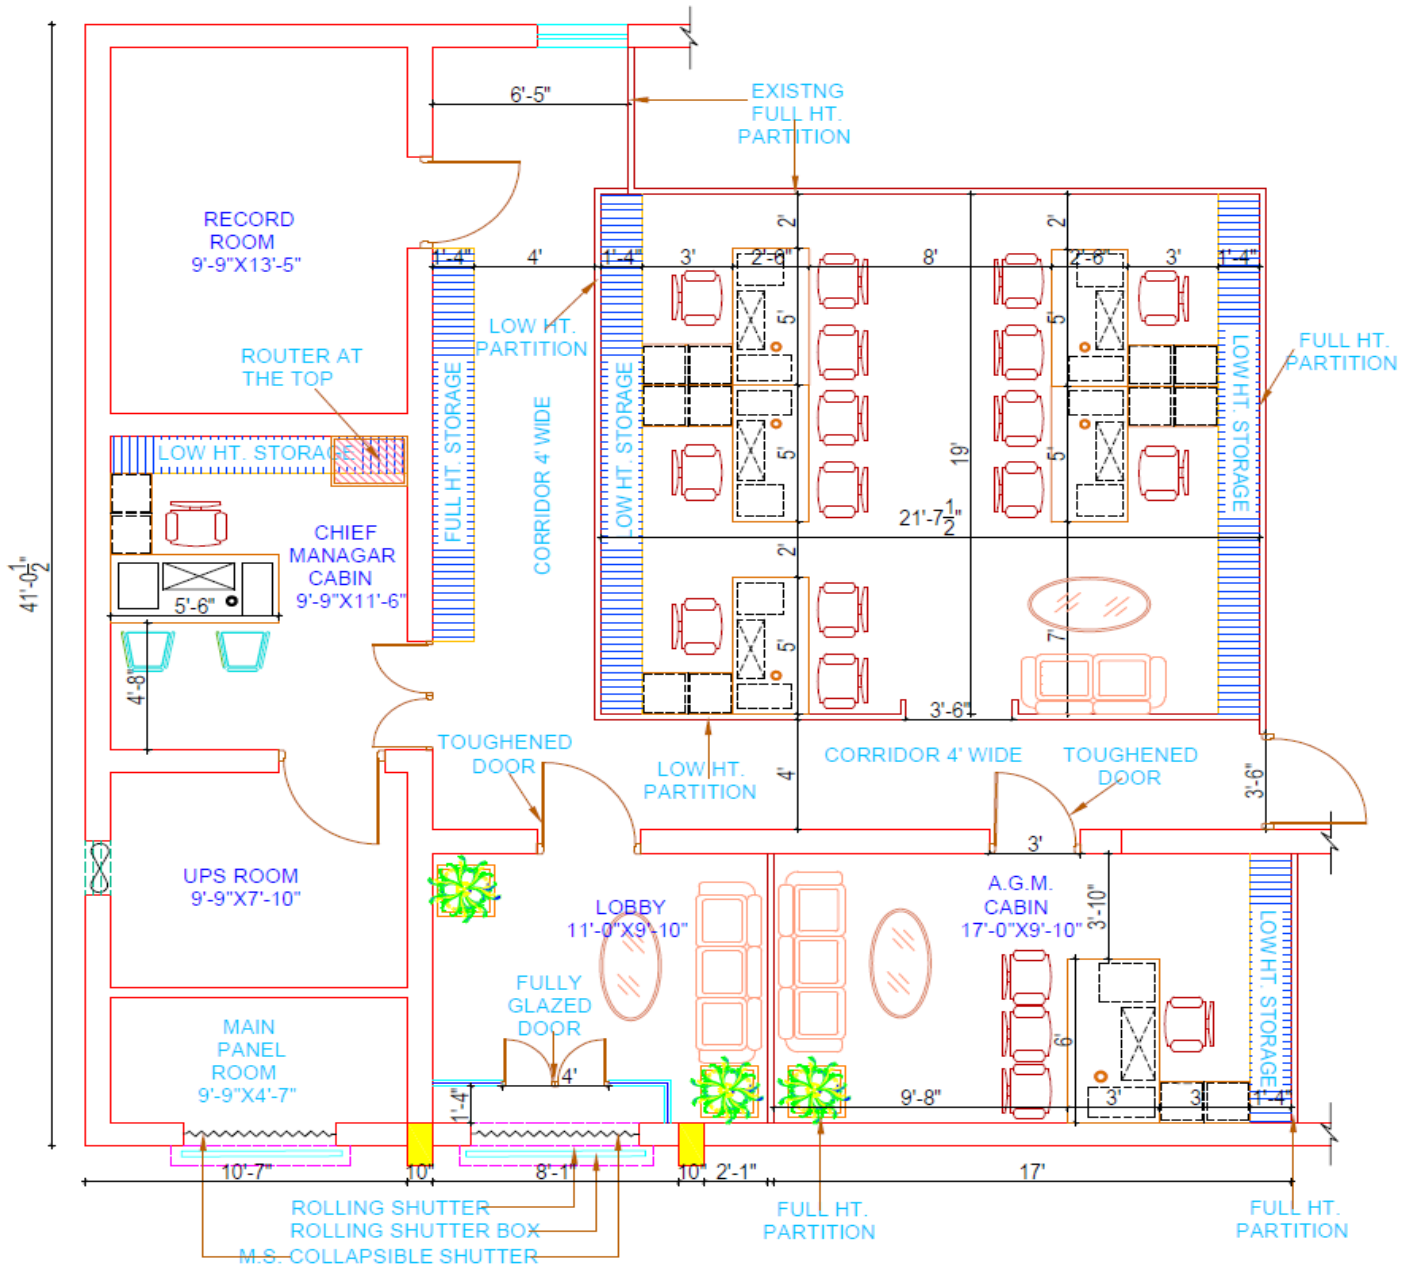 6'-5"
EXISTNG
FULL HT.
PARTITION
RECORD
ROOM
9'-9"X13'-5"
2'
2'
1'-4"
4'
1'-4"
3'
2'-6"
8'
2'-6"
3'
1'-4"
LOW HT.
PARTITION
5'
5'
FULL HT.
PARTITION
ROUTER AT
THE TOP
FULL HT. STORAGE
CORRIDOR 4' WIDE
LOW HT. STORAGE
LOW HT. STORAGE
LOW HT. STORAGE
5'
19'
5'
21'-7 1/2"
CHIEF
MANAGAR
CABIN
9'-9"X11'-6"
41'-0 1/2"
5'-6"
2'
5'
7'
4'-8"
3'-6"
TOUGHENED
DOOR
LOW HT.
PARTITION
4'
CORRIDOR 4' WIDE
TOUGHENED
DOOR
3'-6"
3'
UPS ROOM
9'-9"X7'-10"
LOBBY
11'-0"X9'-10"
A.G.M.
CABIN
17'-0"X9'-10"
3'-10"
LOW HT. STORAGE
FULLY
GLAZED
DOOR
MAIN
PANEL
ROOM
9'-9"X4'-7"
4'
1'-4"
6'
9'-8"
3'
3
1'-4"
10'-7"
10"
8'-1"
10"
2'-1"
17'
ROLLING SHUTTER
ROLLING SHUTTER BOX
M.S. COLLAPSIBLE SHUTTER
FULL HT.
PARTITION
FULL HT.
PARTITION